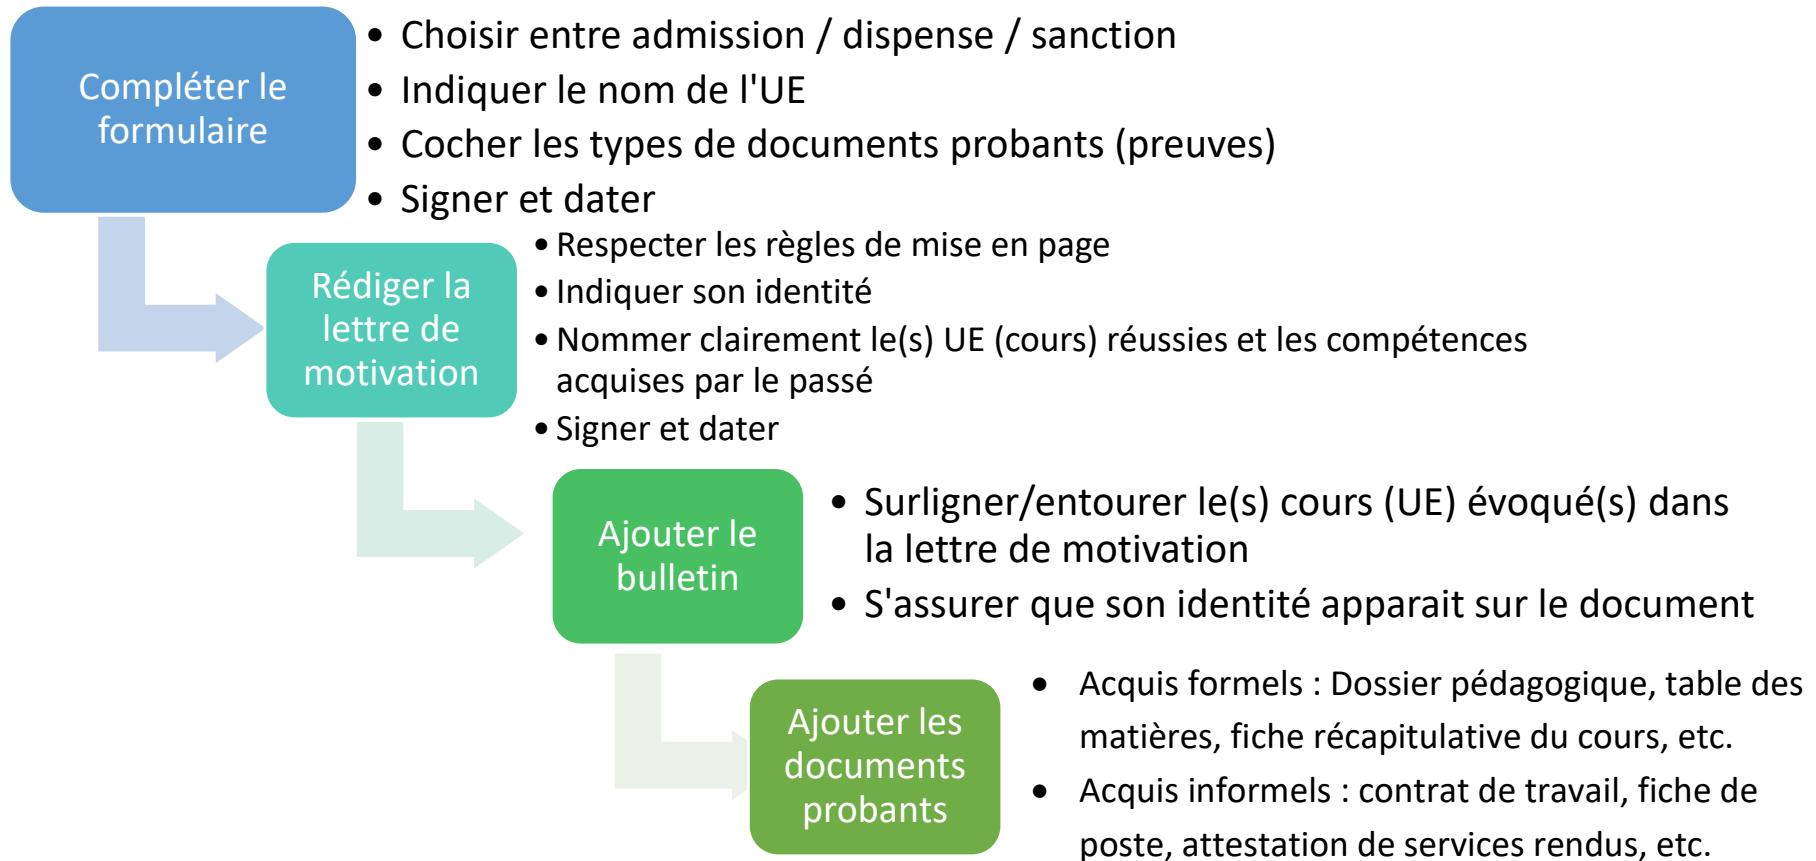 Compléter le
formulaire
• Choisir entre admission / dispense / sanction
• Indiquer le nom de l'UE
• Cocher les types de documents probants (preuves)
• Signer et dater
Rédiger la
lettre de
motivation
• Respecter les règles de mise en page
• Indiquer son identité
• Nommer clairement le(s) UE (cours) réussies et les compétences
acquises par le passé
• Signer et dater
Ajouter le
bulletin
• Surligner/entourer le(s) cours (UE) évoqué(s) dans
la lettre de motivation
• S'assurer que son identité apparait sur le document
Ajouter les
documents
probants
• Acquis formels : Dossier pédagogique, table des
matières, fiche récapitulative du cours, etc.
• Acquis informels : contrat de travail, fiche de
poste, attestation de services rendus, etc.